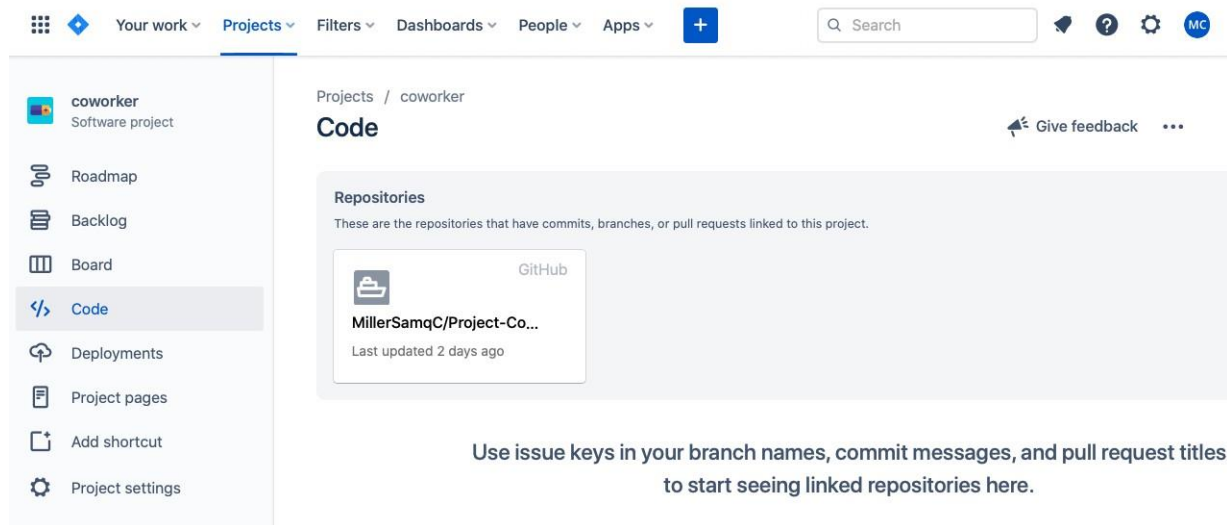 Your work Projects Filters Dashboards People Apps + Search ? MC
coworker
Software project
Roadmap
Backlog
Board
Code
Deployments
Project pages
Add shortcut
Project settings
Projects / coworker
Code
Give feedback
Repositories
These are the repositories that have commits, branches, or pull requests linked to this project.
GitHub
MillerSamqC/Project-Co...
Last updated 2 days ago
Use issue keys in your branch names, commit messages, and pull request titles
to start seeing linked repositories here.